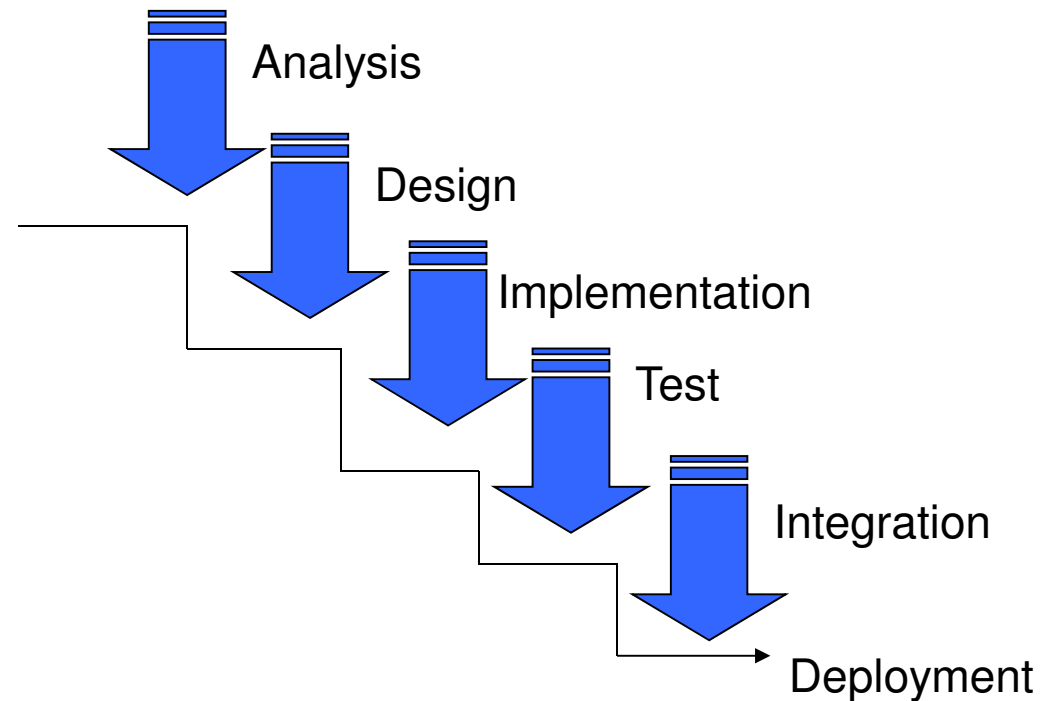 Analysis
Design
Implementation
Test
Integration
Deployment